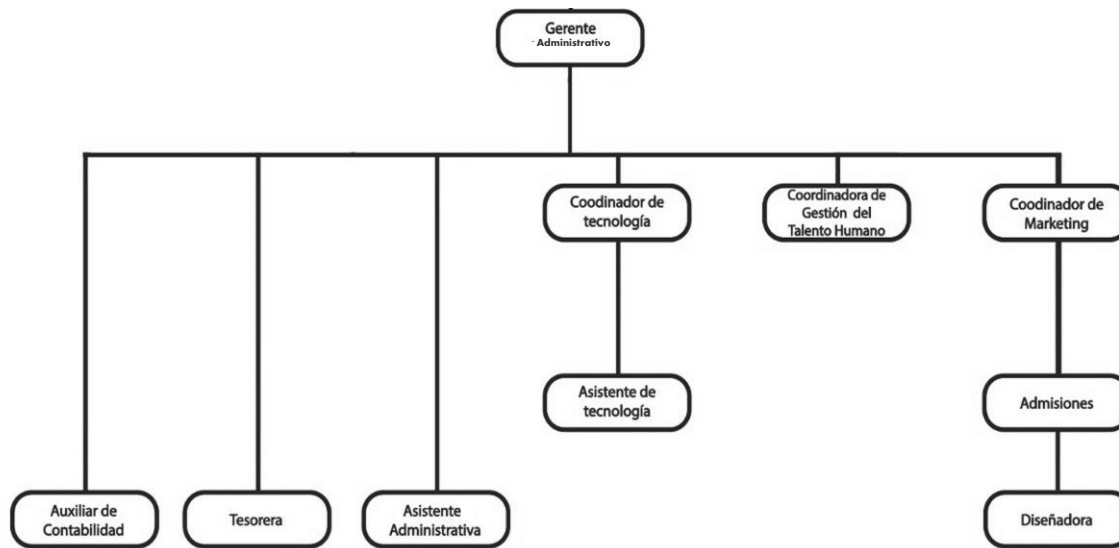 Gerente
Administrativo
Coodinador de
tecnología
Coordinadora de
Gestión del
Talento Humano
Coodinador de
Marketing
Asistente de
tecnología
Admisiones
Auxiliar de
Contabilidad
Tesorera
Asistente
Administrativa
Diseñadora